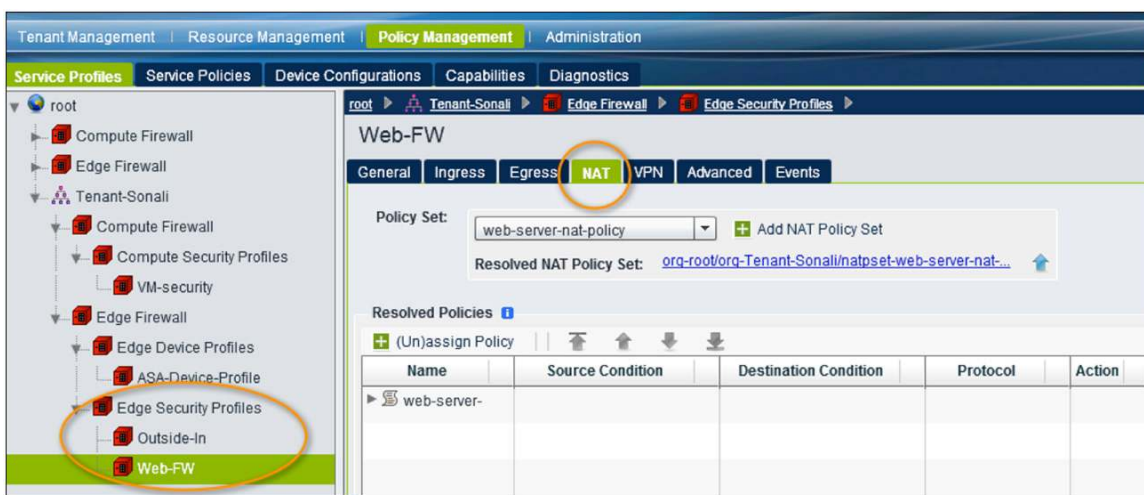 Tenant Management | Resource Management | Policy Management | Administration
Service Profiles Service Policies Device Configurations Capabilities Diagnostics
root
Compute Firewall
Edge Firewall
Tenant-Sonali
Compute Firewall
Compute Security Profiles
VM-security
Edge Firewall
Edge Device Profiles
ASA-Device-Profile
Edge Security Profiles
Outside-In
Web-FW
root Tenant-Sonali Edge Firewall Edge Security Profiles
Web-FW
General Ingress Egress NAT VPN Advanced Events
Policy Set: web-server-nat-policy Add NAT Policy Set
Resolved NAT Policy Set: org-root/org-Tenant-Sonali/natpset-web-server-nat-...
Resolved Policies
(Un)assign Policy
Name Source Condition Destination Condition Protocol Action
web-server-